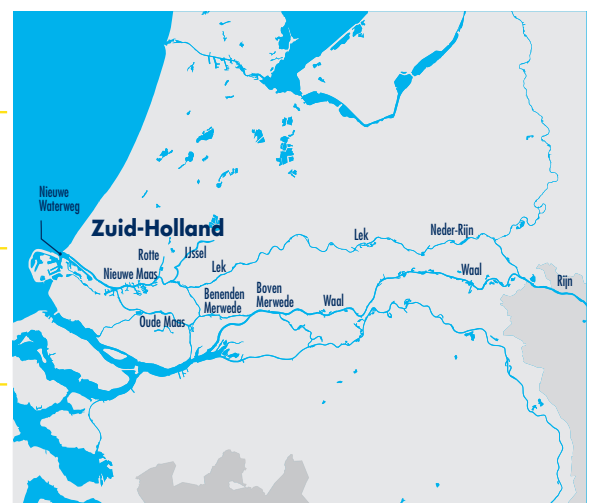 Nieuwe
Waterweg
Zuid-Holland
Rotte
IJssel
Lek
Nieuwe Maas
Lek
Neder-Rijn
Waal
Rijn
Benenden
Merwede
Boven
Merwede
Waal
Oude Maas